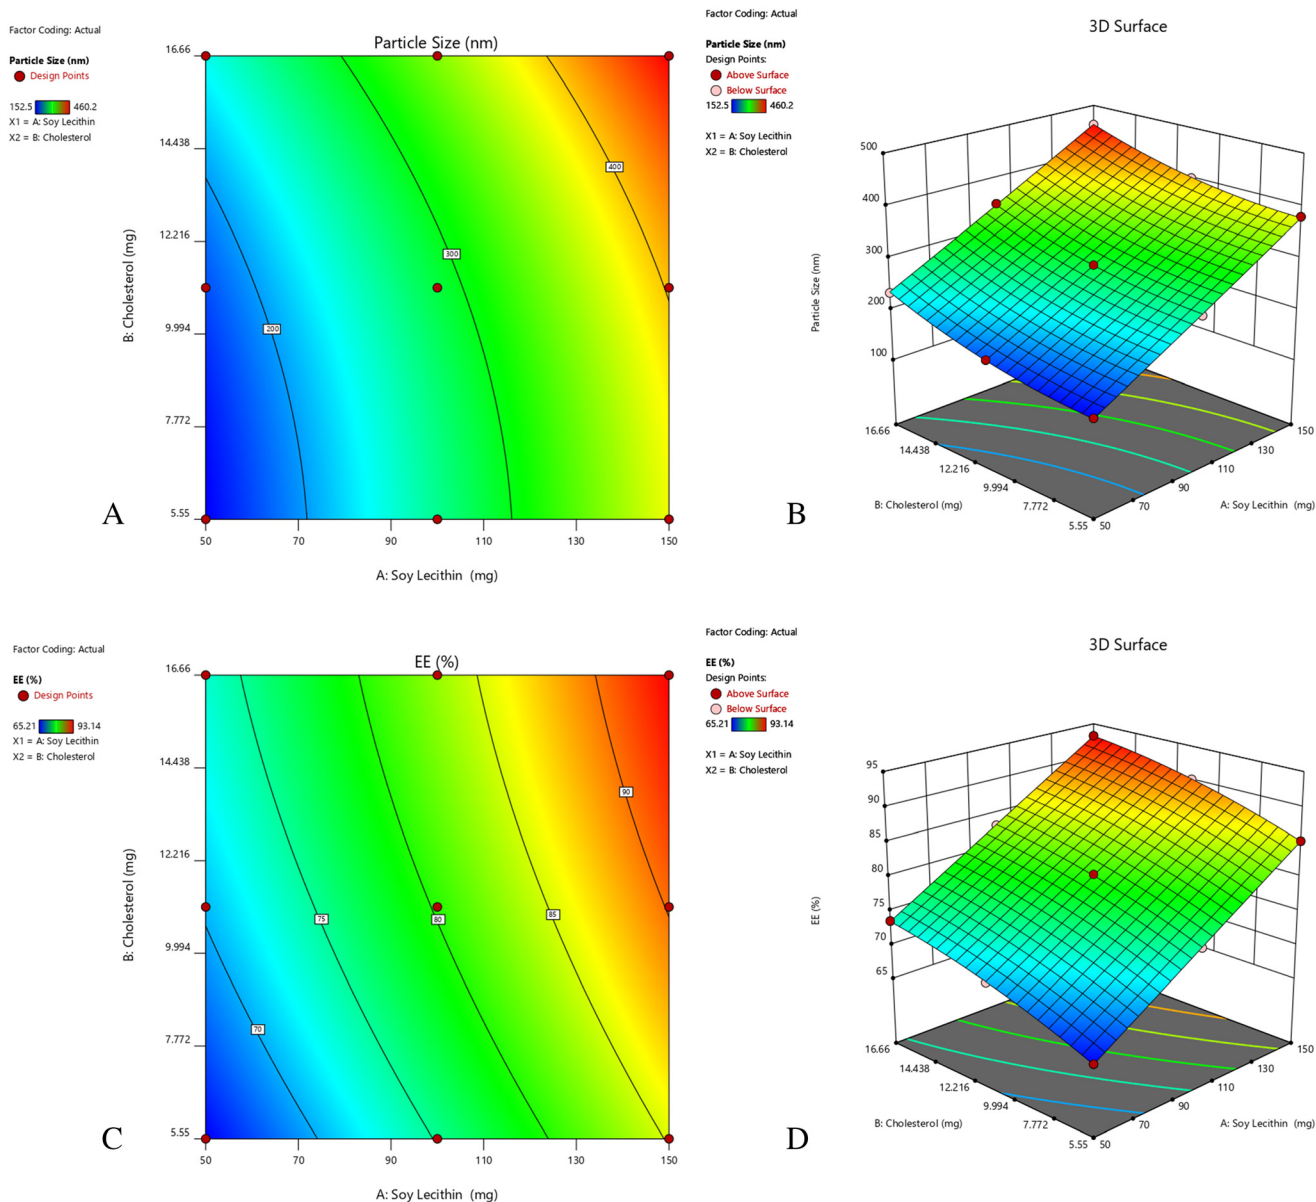 Factor Coding: Actual
Particle Size (nm)
Design Points
152.5 460.2
X1 = A: Soy Lecithin
X2 = B: Cholesterol
Particle Size (nm)
B: Cholesterol (mg)
16.66
14.438
12.216
9.994
7.772
5.55
200
300
400
50 70 90 110 130 150
A: Soy Lecithin (mg)
A
Factor Coding: Actual
Particle Size (nm)
Design Points:
Above Surface
Below Surface
152.5 460.2
X1 = A: Soy Lecithin
X2 = B: Cholesterol
3D Surface
Particle Size (nm)
500
400
300
200
100
16.66
14.438
12.216
9.994
7.772
5.55
B: Cholesterol (mg)
50
70
90
110
130
150
A: Soy Lecithin (mg)
B
Factor Coding: Actual
EE (%)
Design Points
65.21 93.14
X1 = A: Soy Lecithin
X2 = B: Cholesterol
EE (%)
B: Cholesterol (mg)
16.66
14.438
12.216
9.994
7.772
5.55
70
75
80
85
90
50 70 90 110 130 150
A: Soy Lecithin (mg)
C
Factor Coding: Actual
EE (%)
Design Points:
Above Surface
Below Surface
65.21 93.14
X1 = A: Soy Lecithin
X2 = B: Cholesterol
3D Surface
EE (%)
95
90
85
80
75
70
65
16.66
14.438
12.216
9.994
7.772
5.55
B: Cholesterol (mg)
50
70
90
110
130
150
A: Soy Lecithin (mg)
D